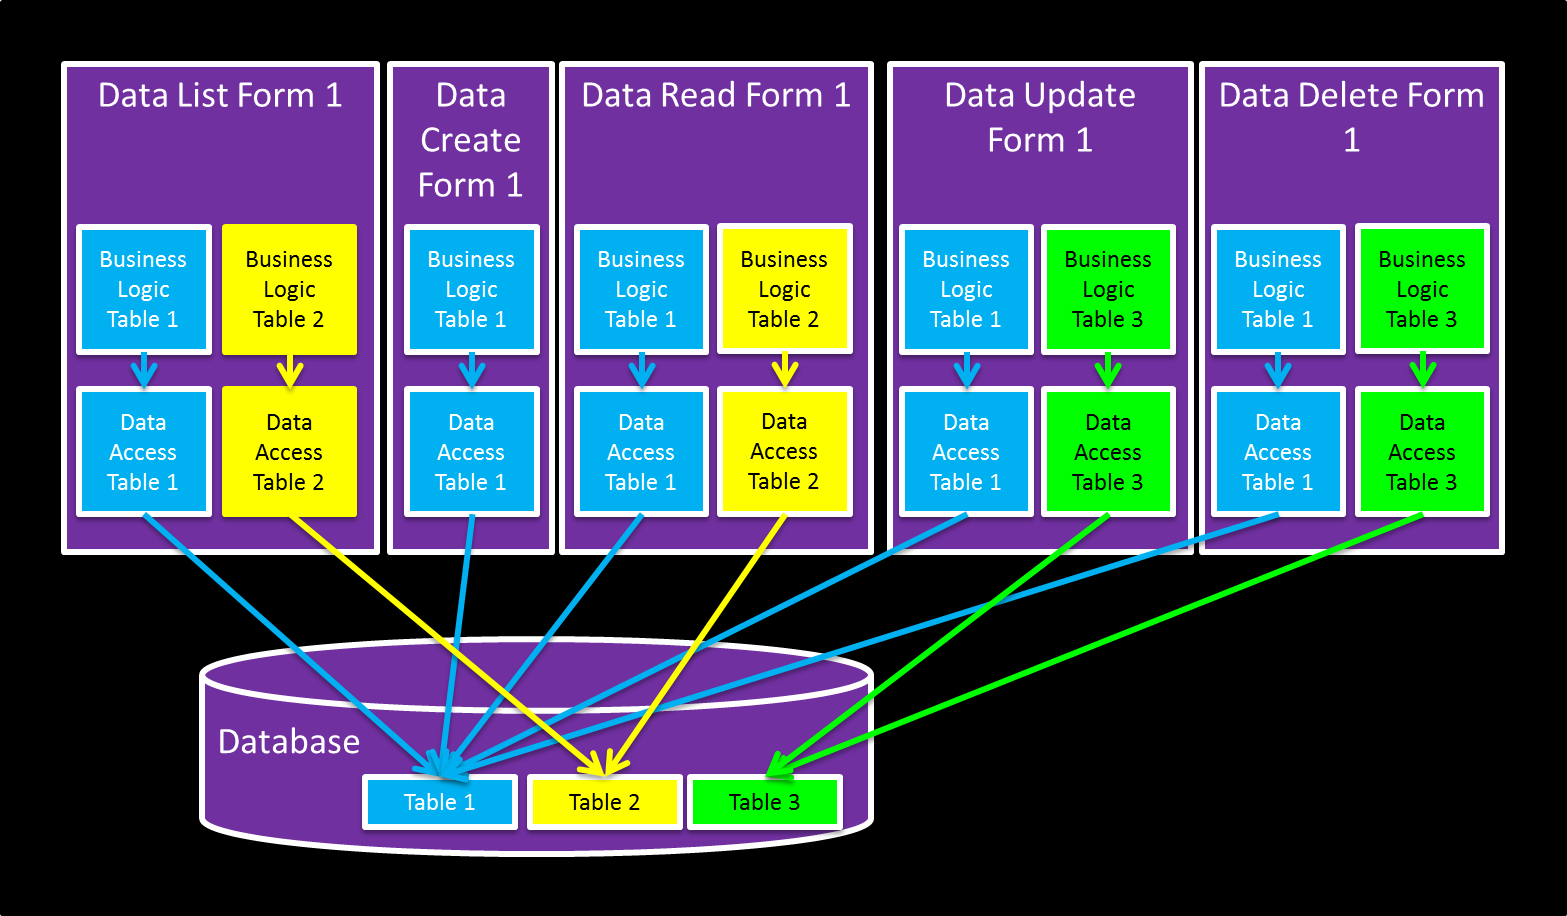 Data List Form 1
Data
Create
Form 1
Data Read Form 1
Data Update
Form 1
Data Delete Form
1
Business
Logic
Table 1
Business
Logic
Table 2
Business
Logic
Table 1
Business
Logic
Table 1
Business
Logic
Table 2
Business
Logic
Table 1
Business
Logic
Table 3
Business
Logic
Table 1
Business
Logic
Table 3
Data
Access
Table 1
Data
Access
Table 2
Data
Access
Table 1
Data
Access
Table 1
Data
Access
Table 2
Data
Access
Table 1
Data
Access
Table 3
Data
Access
Table 1
Data
Access
Table 3
Database
Table 1
Table 2
Table 3